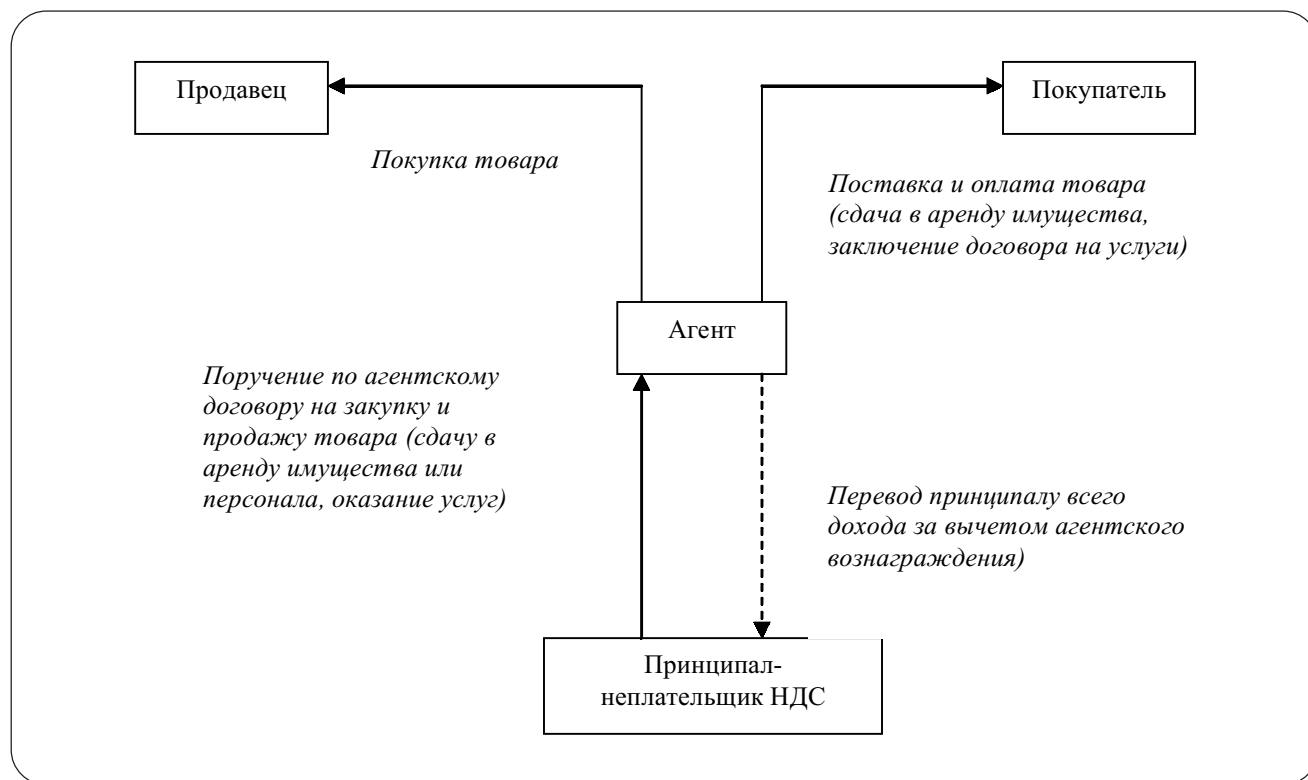 Продавец
Покупатель
Покупка товара
Поставка и оплата товара
(сдача в аренду имущества,
заключение договора на услуги)
Агент
Поручение по агентскому
договору на закупку и
продажу товара (сдачу в
аренду имущества или
персонала, оказание услуг)
Перевод принципалу всего
дохода за вычетом агентского
вознаграждения)
Принципал-
неплательщик НДС